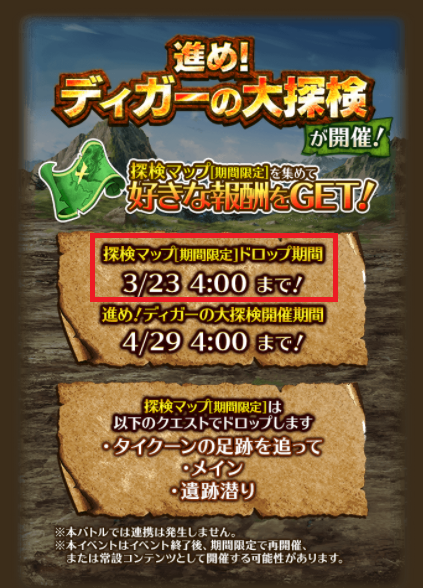 進め!
ディガーの大探検
が開催!
探検マップ[期間限定]を集めて
好きな報酬をGET!
探検マップ[期間限定]ドロップ期間
3/23 4:00 まで!
進め!ディガーの大探検開催期間
4/29 4:00 まで!
探検マップ[期間限定]は
以下のクエストでドロップします
・タイクーンの足跡を追って
・メイン
・遺跡潜り
※本バトルでは連携は発生しません。
※本イベントはイベント終了後、期間限定で再開催、
または常設コンテンツとして開催する可能性があります。